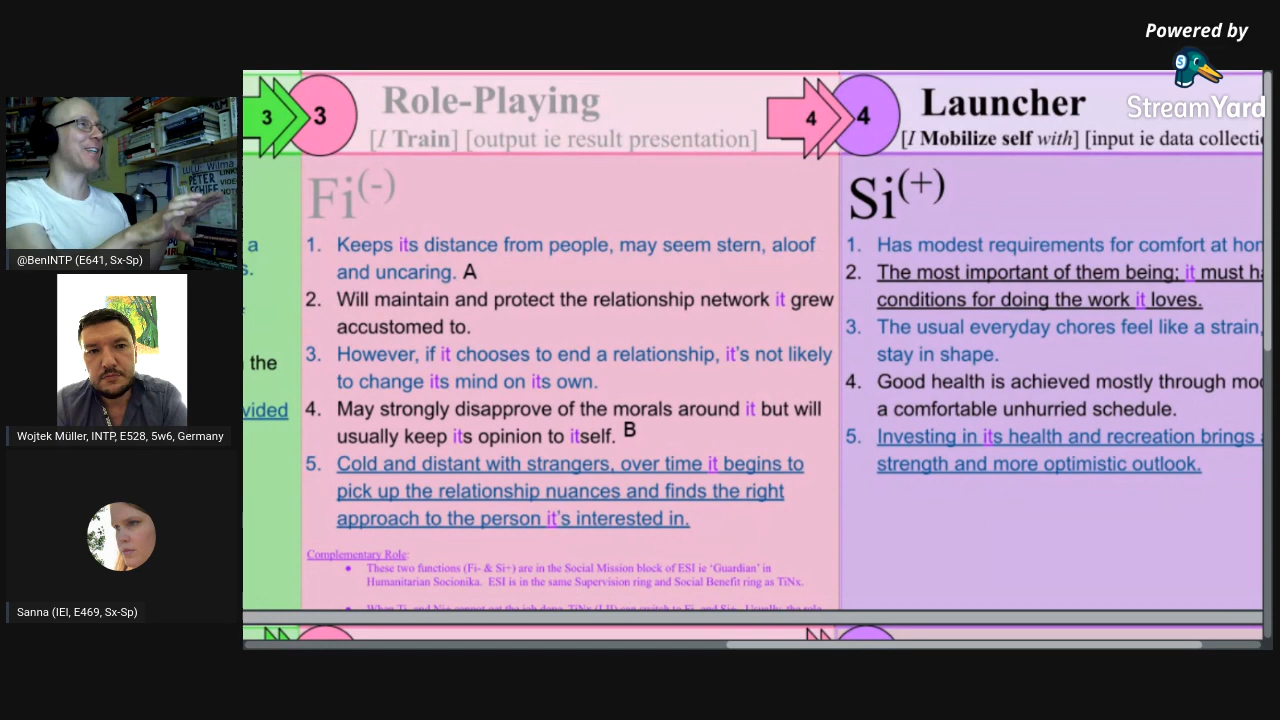 Powered by
StreamYard
3
3
Role-Playing
[I Train] [output ie result presentation]
4
4
Launcher
[I Mobilize self with] [input ie data collecti
Fi(-)
1. Keeps its distance from people, may seem stern, aloof
and uncaring. A
2. Will maintain and protect the relationship network it grew
accustomed to.
3. However, if it chooses to end a relationship, it's not likely
to change its mind on its own.
4. May strongly disapprove of the morals around it but will
usually keep its opinion to itself. B
5. Cold and distant with strangers, over time it begins to
pick up the relationship nuances and finds the right
approach to the person it's interested in.
Complementary Role:
• These two functions (Fi- & Si+) are in the Social Mission block of ESI ie 'Guardian' in
Humanitarian Socionika. ESI is in the same Supervision ring and Social Benefit ring as TiNx.
Si(+)
1. Has modest requirements for comfort at hom
2. The most important of them being; it must ha
conditions for doing the work it loves.
3. The usual everyday chores feel like a strain,
stay in shape.
4. Good health is achieved mostly through mod
a comfortable unhurried schedule.
5. Investing in its health and recreation brings a
strength and more optimistic outlook.
a
s.
the
vided
PETER
SCHIFF
@BenINTP (E641, Sx-Sp)
Wojtek Müller, INTP, E528, 5w6, Germany
Sanna (IEI, E469, Sx-Sp)